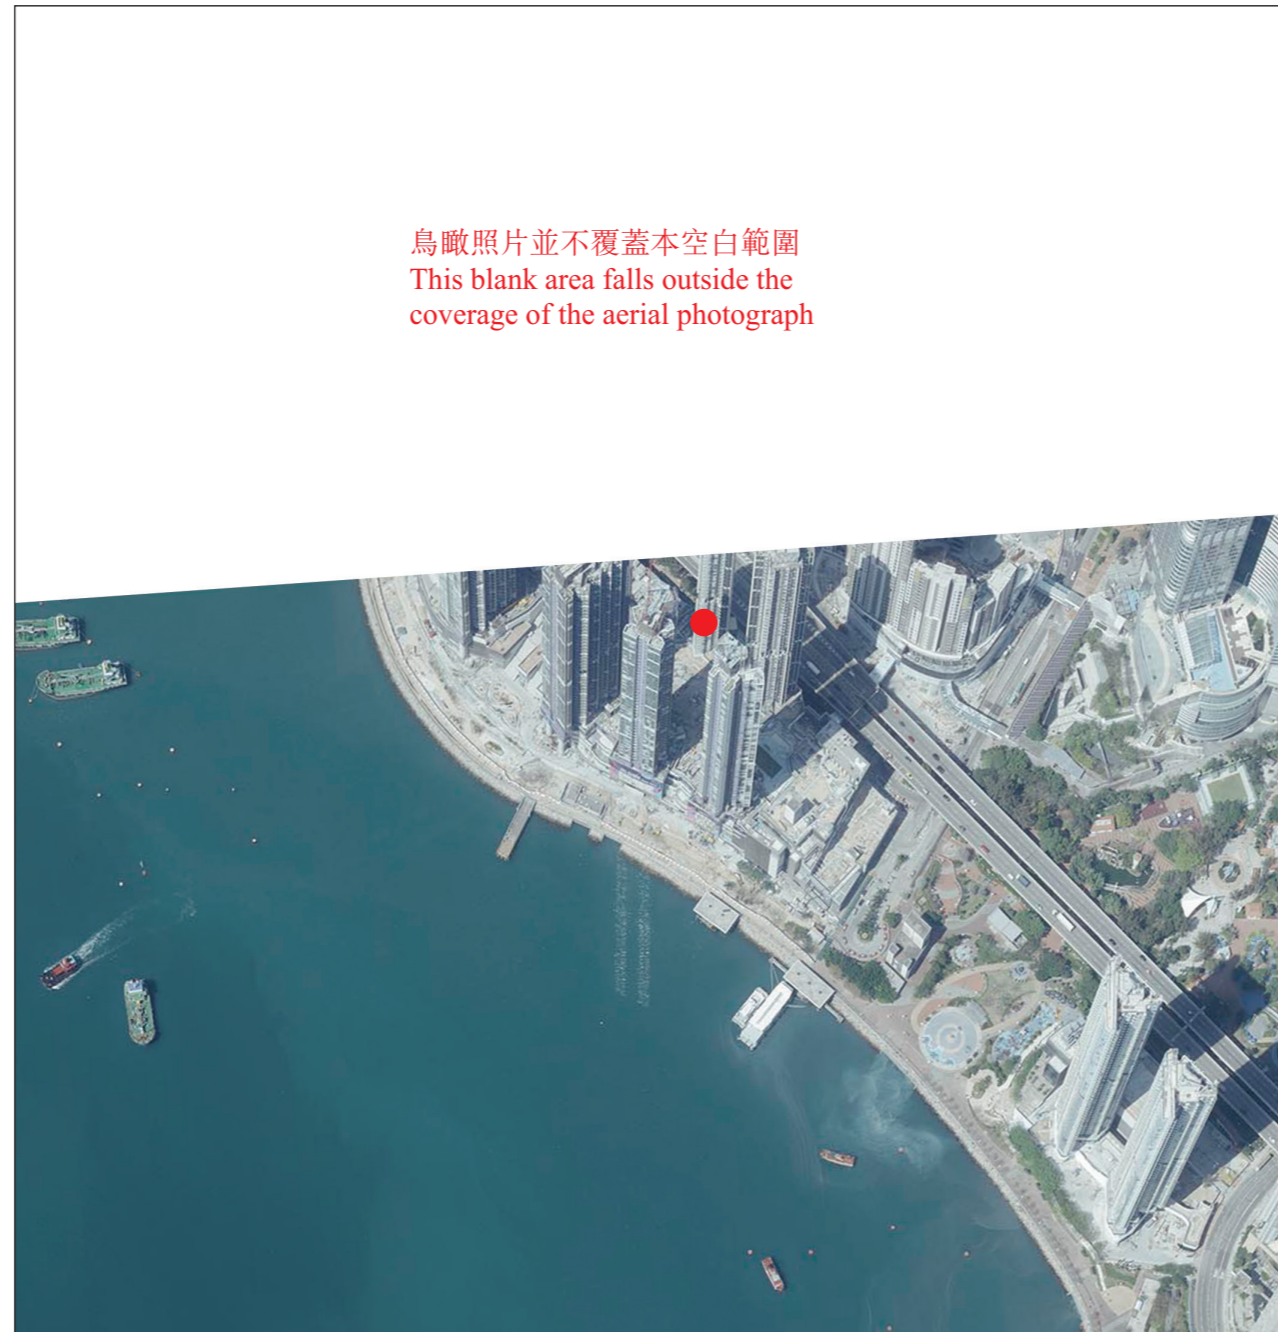 鳥瞰照片並不覆蓋本空白範圍
This blank area falls outside the
coverage of the aerial photograph